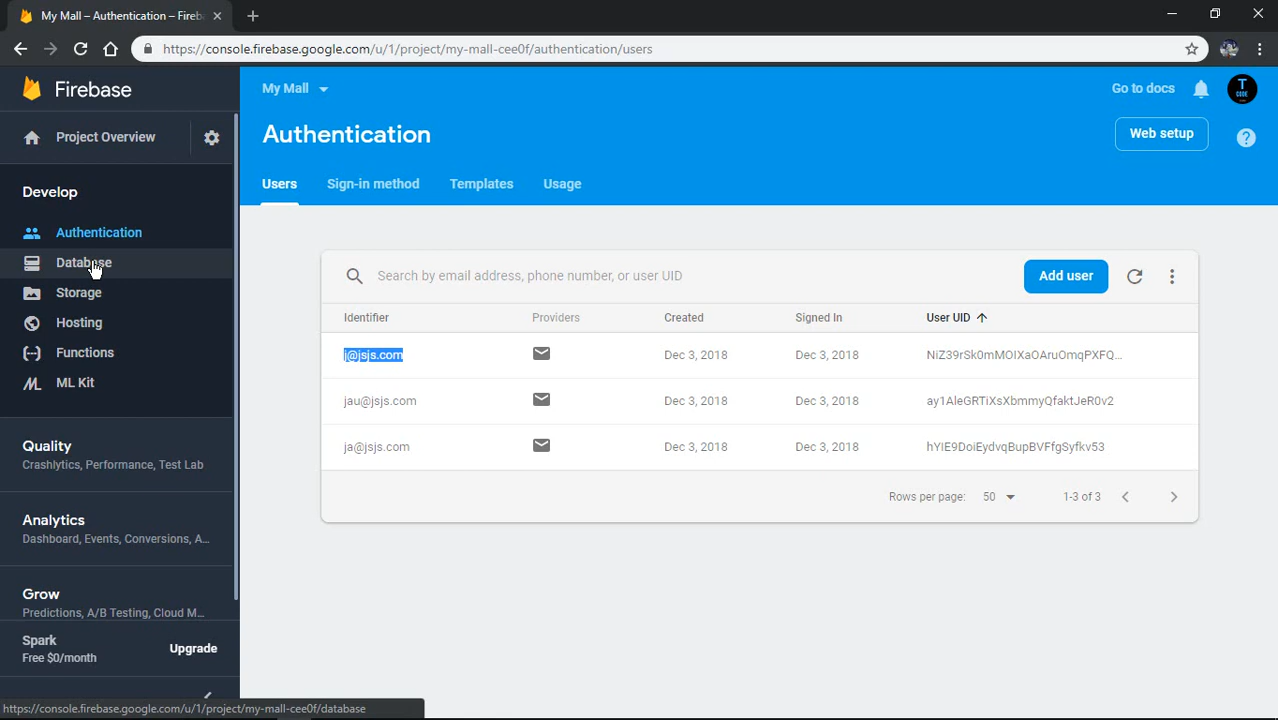 My Mall – Authentication – Fireb
https://console.firebase.google.com/u/1/project/my-mall-cee0f/authentication/users
Firebase
Project Overview
Develop
Authentication
Database
Storage
Hosting
Functions
ML Kit
Quality
Crashlytics, Performance, Test Lab
Analytics
Dashboard, Events, Conversions, A...
Grow
Predictions, A/B Testing, Cloud M...
Spark
Free $0/month
Upgrade
https://console.firebase.google.com/u/1/project/my-mall-cee0f/database
My Mall
Go to docs
T
CODE
Authentication
Web setup
?
Users Sign-in method Templates Usage
Search by email address, phone number, or user UID
Add user
Identifier Providers Created Signed In User UID
j@jsjs.com Dec 3, 2018 Dec 3, 2018 NiZ39rSk0mMOIXaOAruOmqPXFQ...
jau@jsjs.com Dec 3, 2018 Dec 3, 2018 ay1AleGRTiXsXbmmyQfaktJeR0v2
ja@jsjs.com Dec 3, 2018 Dec 3, 2018 hYIE9DoiEydvqBupBVFfgSyfkv53
Rows per page: 50 1-3 of 3